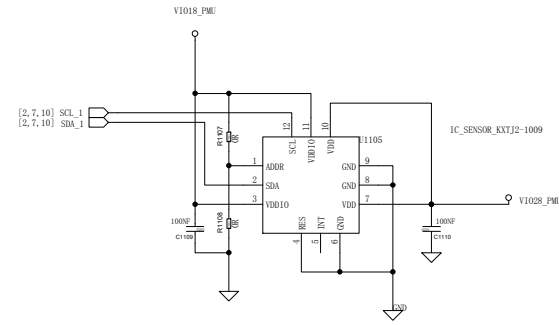 VIO18_PMU
[2,7,10] SCL_1
[2,7,10] SDA_1
12
11
10
SCL
VDDIO
VDD
U1105
IC_SENSOR_KXTJ2-1009
R1107
0R
1
ADDR
GND
9
2
SDA
GND
8
3
VDDIO
VDD
7
VIO28_PMU
R1108
0R
RES
INT
GND
4
5
6
100NF
C1109
100NF
C1110
GND